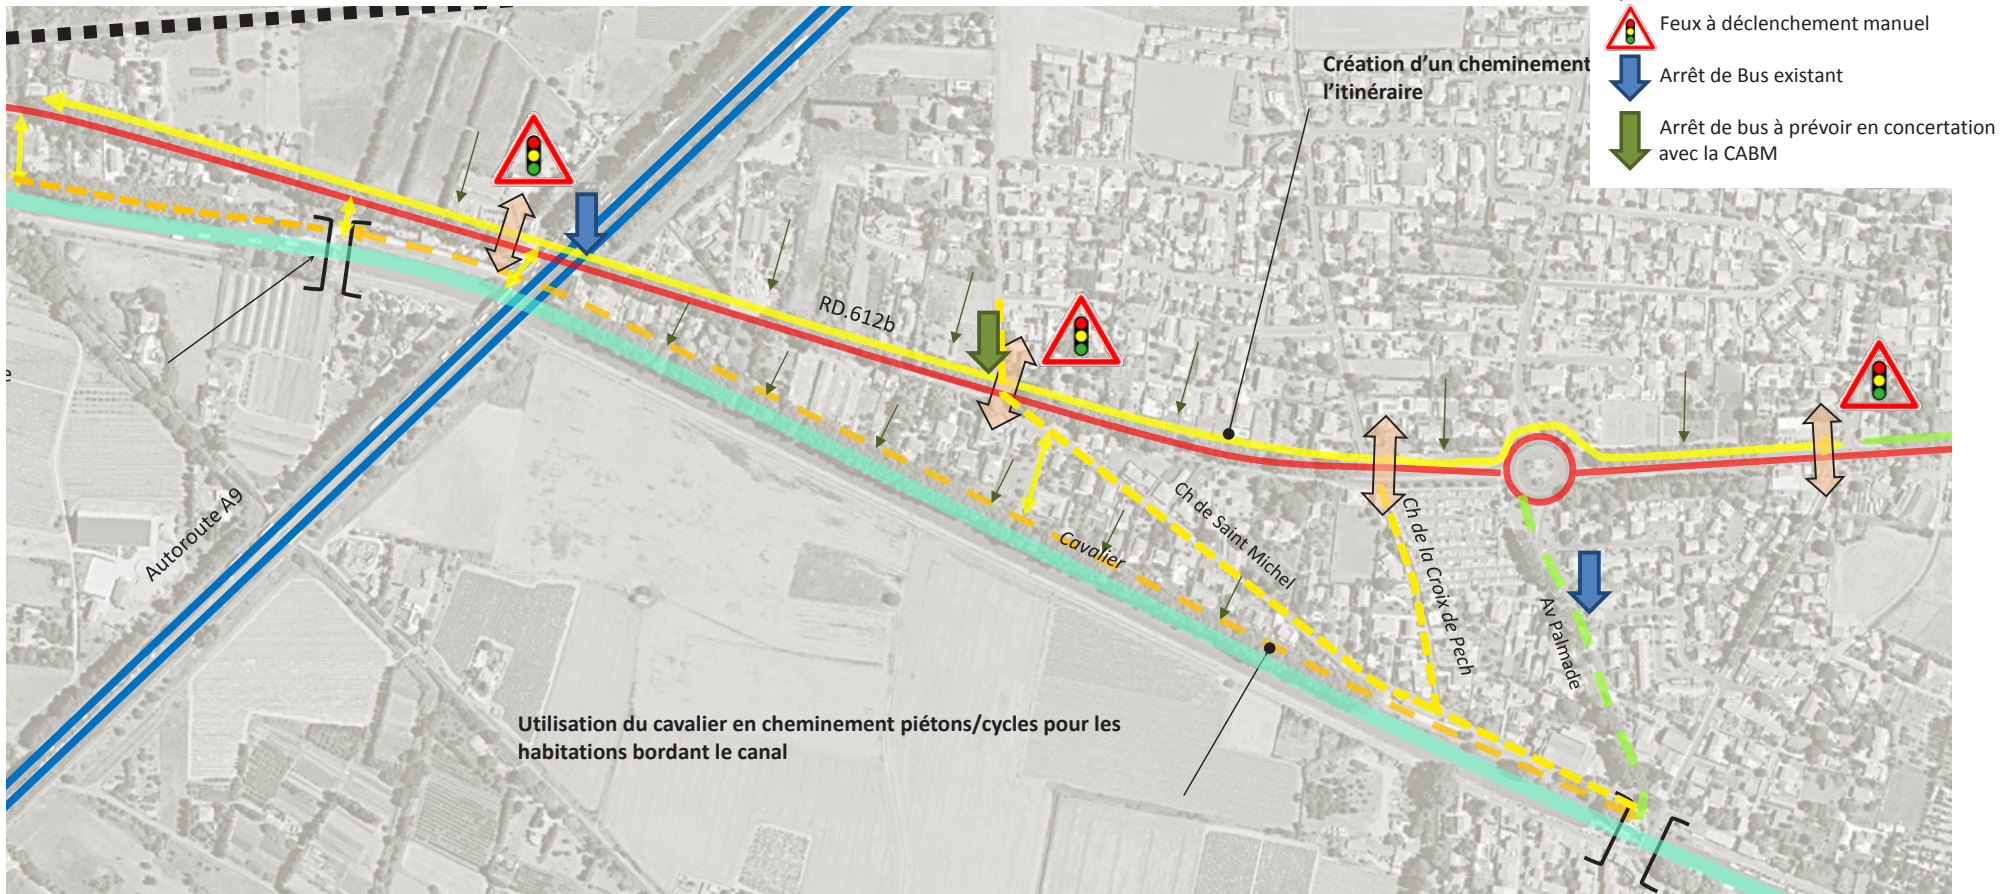 Feux à déclenchement manuel
Arrêt de Bus existant
Arrêt de bus à prévoir en concertation
avec la CABM
Création d’un cheminement
l’itinéraire
RD.612b
Autoroute A9
Cavalier
Ch de Saint Michel
Ch de la Croix de Pech
Av Palmade
Utilisation du cavalier en cheminement piétons/cycles pour les
habitations bordant le canal